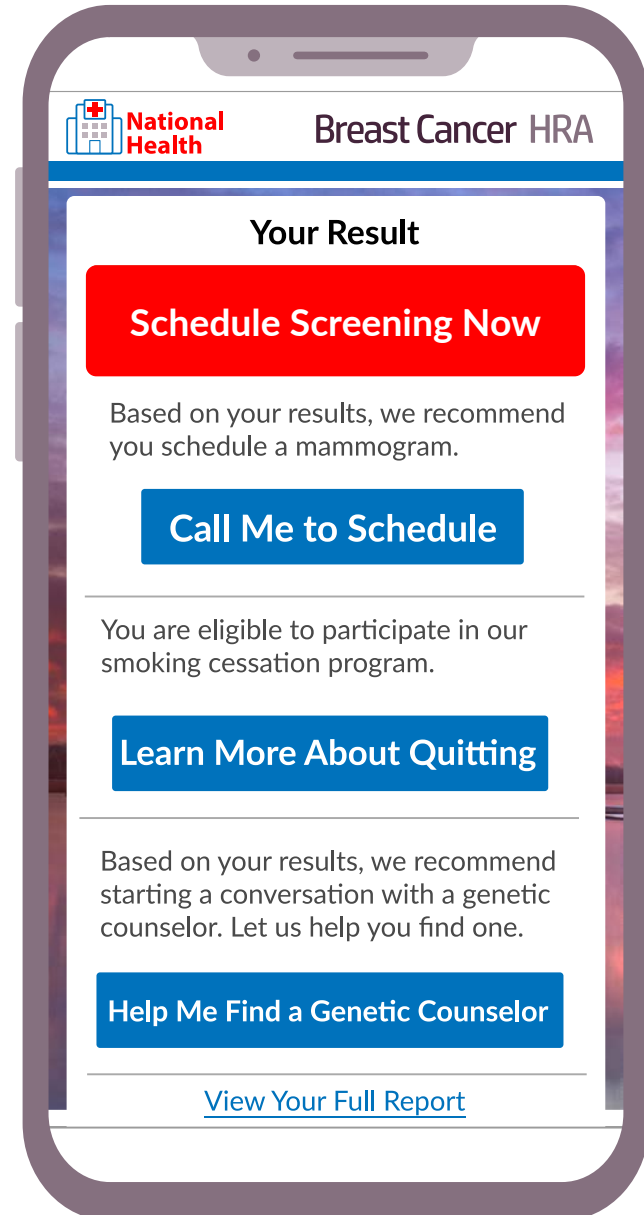 National
Health
Breast Cancer HRA
Your Result
Schedule Screening Now
Based on your results, we recommend
you schedule a mammogram.
Call Me to Schedule
You are eligible to participate in our
smoking cessation program.
Learn More About Quitting
Based on your results, we recommend
starting a conversation with a genetic
counselor. Let us help you find one.
Help Me Find a Genetic Counselor
View Your Full Report